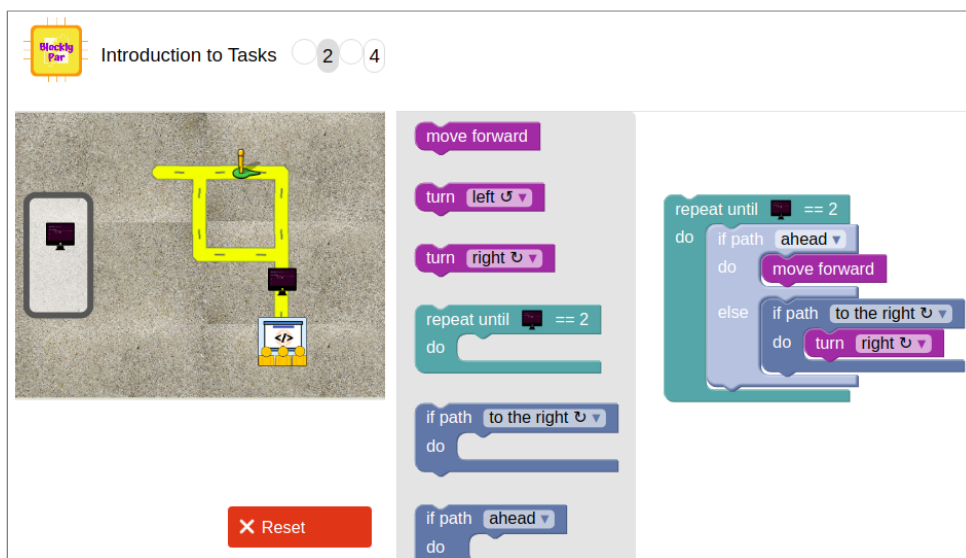 Blockly
Par
Introduction to Tasks
2
4
</>
Reset
move forward
turn left ↺ ▾
turn right ↻ ▾
repeat until == 2
do
if path to the right ↻ ▾
do
if path ahead ▾
do
repeat until == 2
do if path ahead ▾
do move forward
else if path to the right ↻ ▾
do turn right ↻ ▾